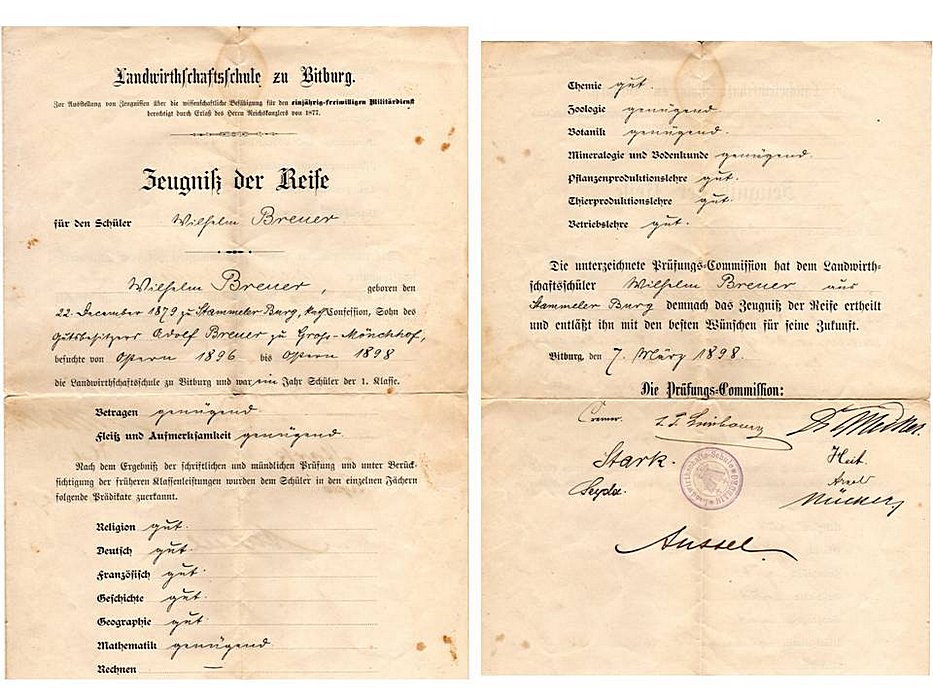 Landwirthschaftsschule zu Bitburg.
Zur Ausstellung von Zeugnissen über die wissenschaftliche Befähigung für den einjährig-freiwilligen Militärdienst
berechtigt durch Erlaß des Herrn Reichskanzlers von 1877.
Zeugniß der Reife
für den Schüler Wilhelm Breuer
Wilhelm Breuer, geboren den
22. December 1879 zu Stammeler Burg, kath. Confession, Sohn des
Gutsbesitzers Adolf Breuer zu Gross-Mönchhof,
besuchte von Ostern 1896 bis Ostern 1898
die Landwirthschaftsschule zu Bitburg und war ein Jahr Schüler der 1. Klasse.
Betragen genügend
Fleiß und Aufmerksamkeit genügend.
Nach dem Ergebniß der schriftlichen und mündlichen Prüfung und unter Berück-
sichtigung der früheren Klassenleistungen wurden dem Schüler in den einzelnen Fächern
folgende Prädikate zuerkannt.
Religion gut.
Deutsch gut.
Französisch gut.
Geschichte gut.
Geographie gut.
Mathematik genügend
Rechnen —
Chemie gut.
Zoologie genügend
Botanik genügend.
Mineralogie und Bodenkunde genügend.
Pflanzenproduktionslehre gut.
Thierproduktionslehre gut.
Betriebslehre gut.
Die unterzeichnete Prüfungs-Commission hat dem Landwirth-
schaftsschüler Wilhelm Breuer aus
Stammeler Burg demnach das Zeugniß der Reife ertheilt
und entläßt ihn mit den besten Wünschen für seine Zukunft.
Bitburg, den 7. März 1898.
Die Prüfungs-Commission:
Cremer.
Stark.
Heit.
Landwirthschafts-Schule BITBURG
Mücken
Aussel